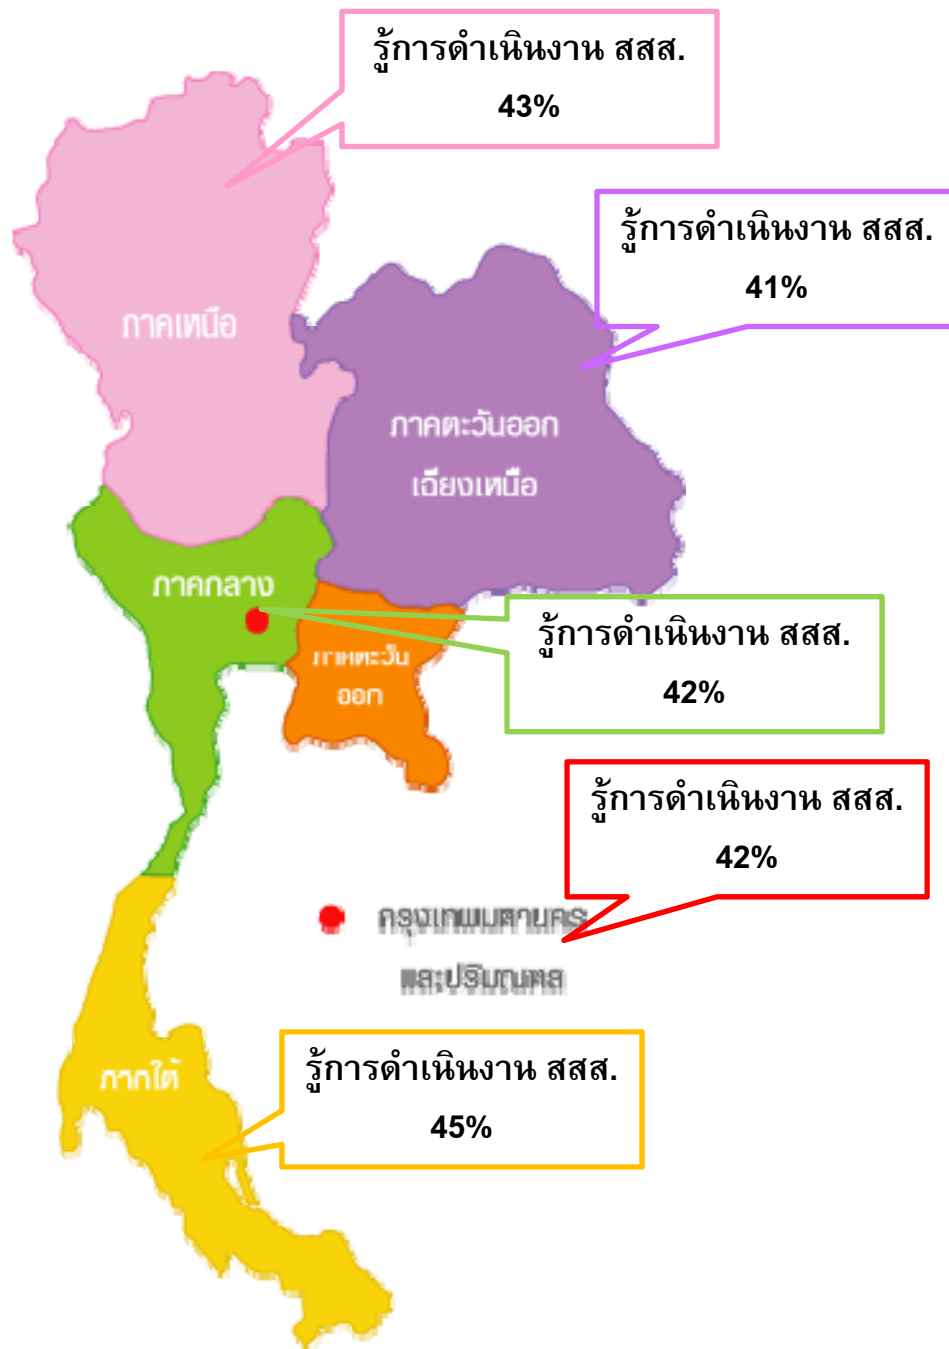 รู้การดำเนินงาน สสส.
43%
รู้การดำเนินงาน สสส.
41%
ภาคเหนือ
ภาคตะวันออก
เฉียงเหนือ
ภาคกลาง
รู้การดำเนินงาน สสส.
42%
ภาคตะวัน
ออก
รู้การดำเนินงาน สสส.
42%
กรุงเทพมหานคร
และปริมณฑล
รู้การดำเนินงาน สสส.
45%
ภาคใต้